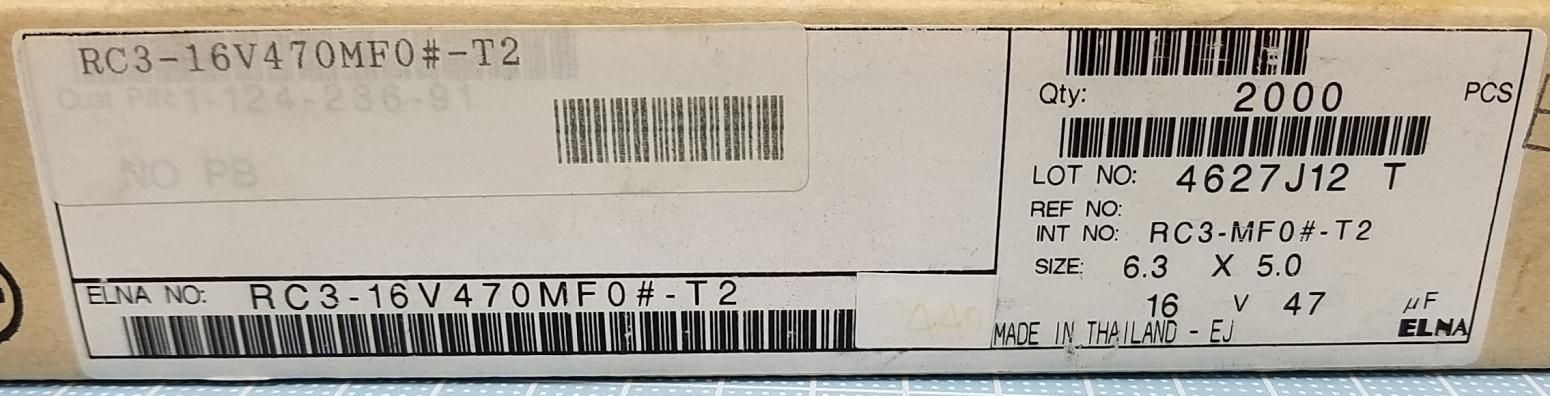 RC3-16V470MF0#-T2
Cust P/N: 1-124-236-91
NO PB
ELNA NO: RC3-16V470MF0#-T2
Qty: 2000 PCS
LOT NO: 4627J12 T
REF NO:
INT NO: RC3-MF0#-T2
SIZE: 6.3 X 5.0
16 V 47 µF
MADE IN THAILAND - EJ
ELNA